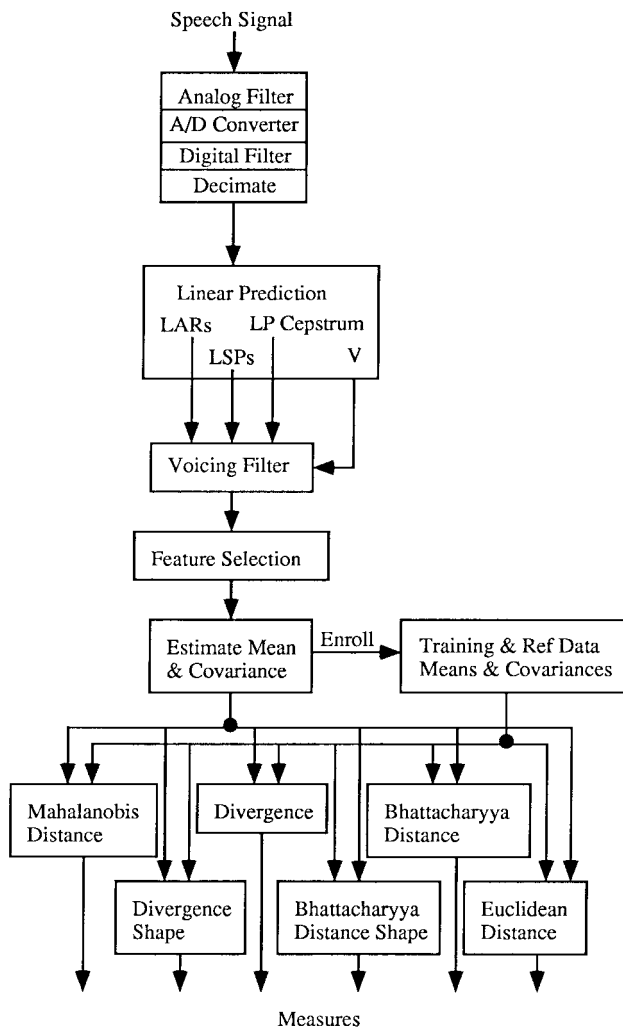 Speech Signal
Analog Filter
A/D Converter
Digital Filter
Decimate
Linear Prediction
LARs
LP Cepstrum
LSPs
V
Voicing Filter
Feature Selection
Estimate Mean
& Covariance
Enroll
Training & Ref Data
Means & Covariances
Mahalanobis
Distance
Divergence
Bhattacharyya
Distance
Divergence
Shape
Bhattacharyya
Distance Shape
Euclidean
Distance
Measures